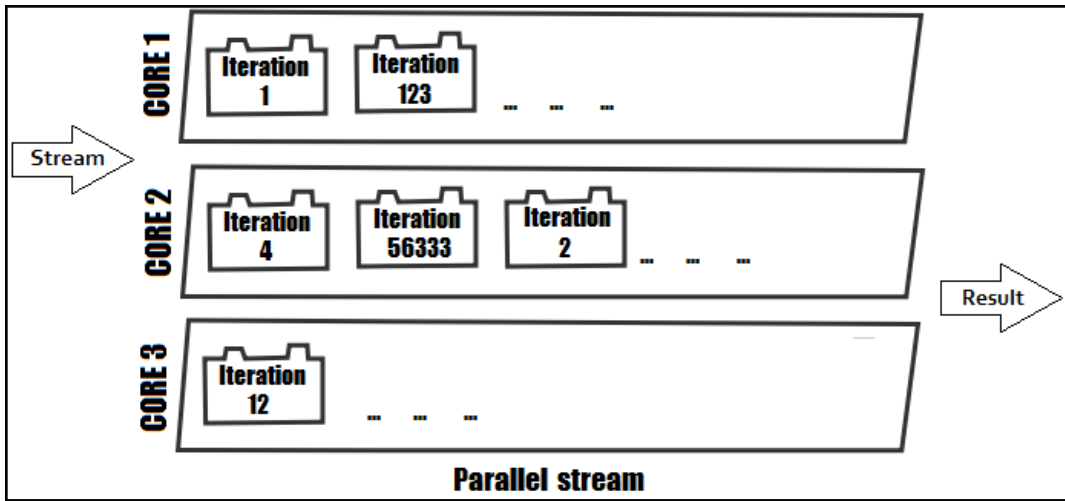 CORE 1
Iteration
1
Iteration
123
... ... ...
Stream
CORE 2
Iteration
4
Iteration
56333
Iteration
2
... ... ...
Result
CORE 3
Iteration
12
... ... ...
Parallel stream